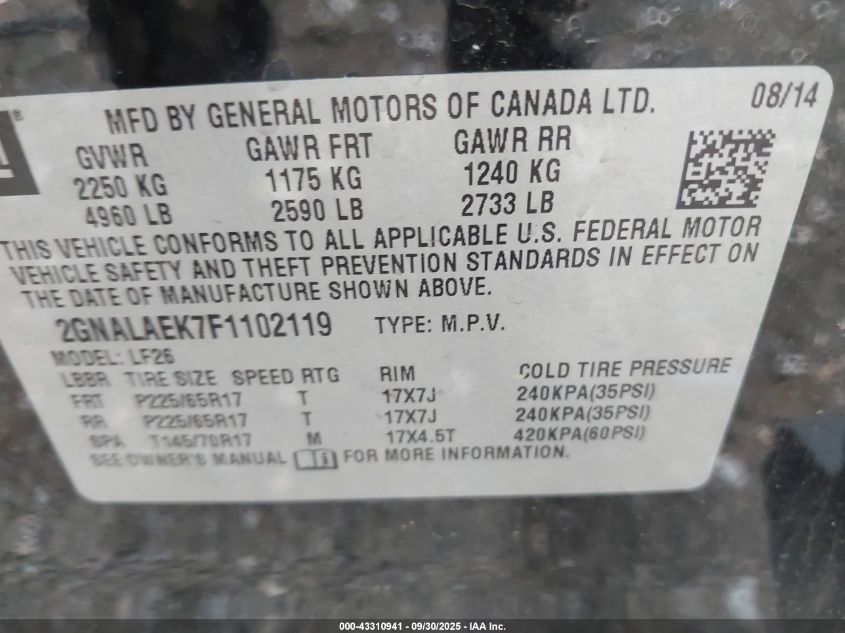 ®
MFD BY GENERAL MOTORS OF CANADA LTD. 08/14
GVWR GAWR FRT GAWR RR
2250 KG 1175 KG 1240 KG
4960 LB 2590 LB 2733 LB
THIS VEHICLE CONFORMS TO ALL APPLICABLE U.S. FEDERAL MOTOR
VEHICLE SAFETY AND THEFT PREVENTION STANDARDS IN EFFECT ON
THE DATE OF MANUFACTURE SHOWN ABOVE.
2GNALAEK7F1102119 TYPE: M.P.V.
MODEL: LF26
LBBR TIRE SIZE SPEED RTG RIM COLD TIRE PRESSURE
FRT P225/65R17 T 17X7J 240KPA(35PSI)
RR P225/65R17 T 17X7J 240KPA(35PSI)
SPA T145/70R17 M 17X4.5T 420KPA(60PSI)
SEE OWNER'S MANUAL FOR MORE INFORMATION.
000-43310941 - 09/30/2025 - IAA Inc.